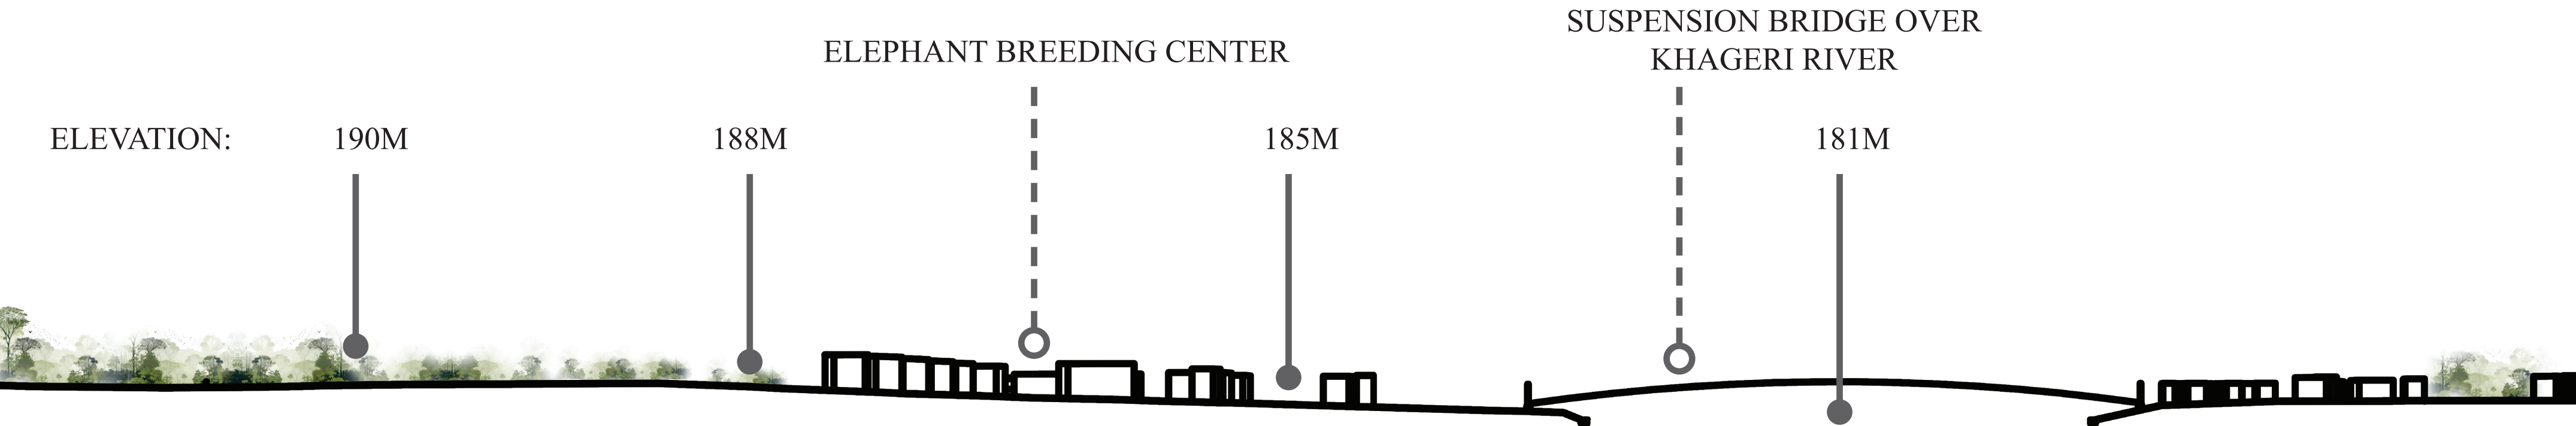 SUSPENSION BRIDGE OVER
KHAGERI RIVER
ELEPHANT BREEDING CENTER
ELEVATION: 190M 188M 185M 181M